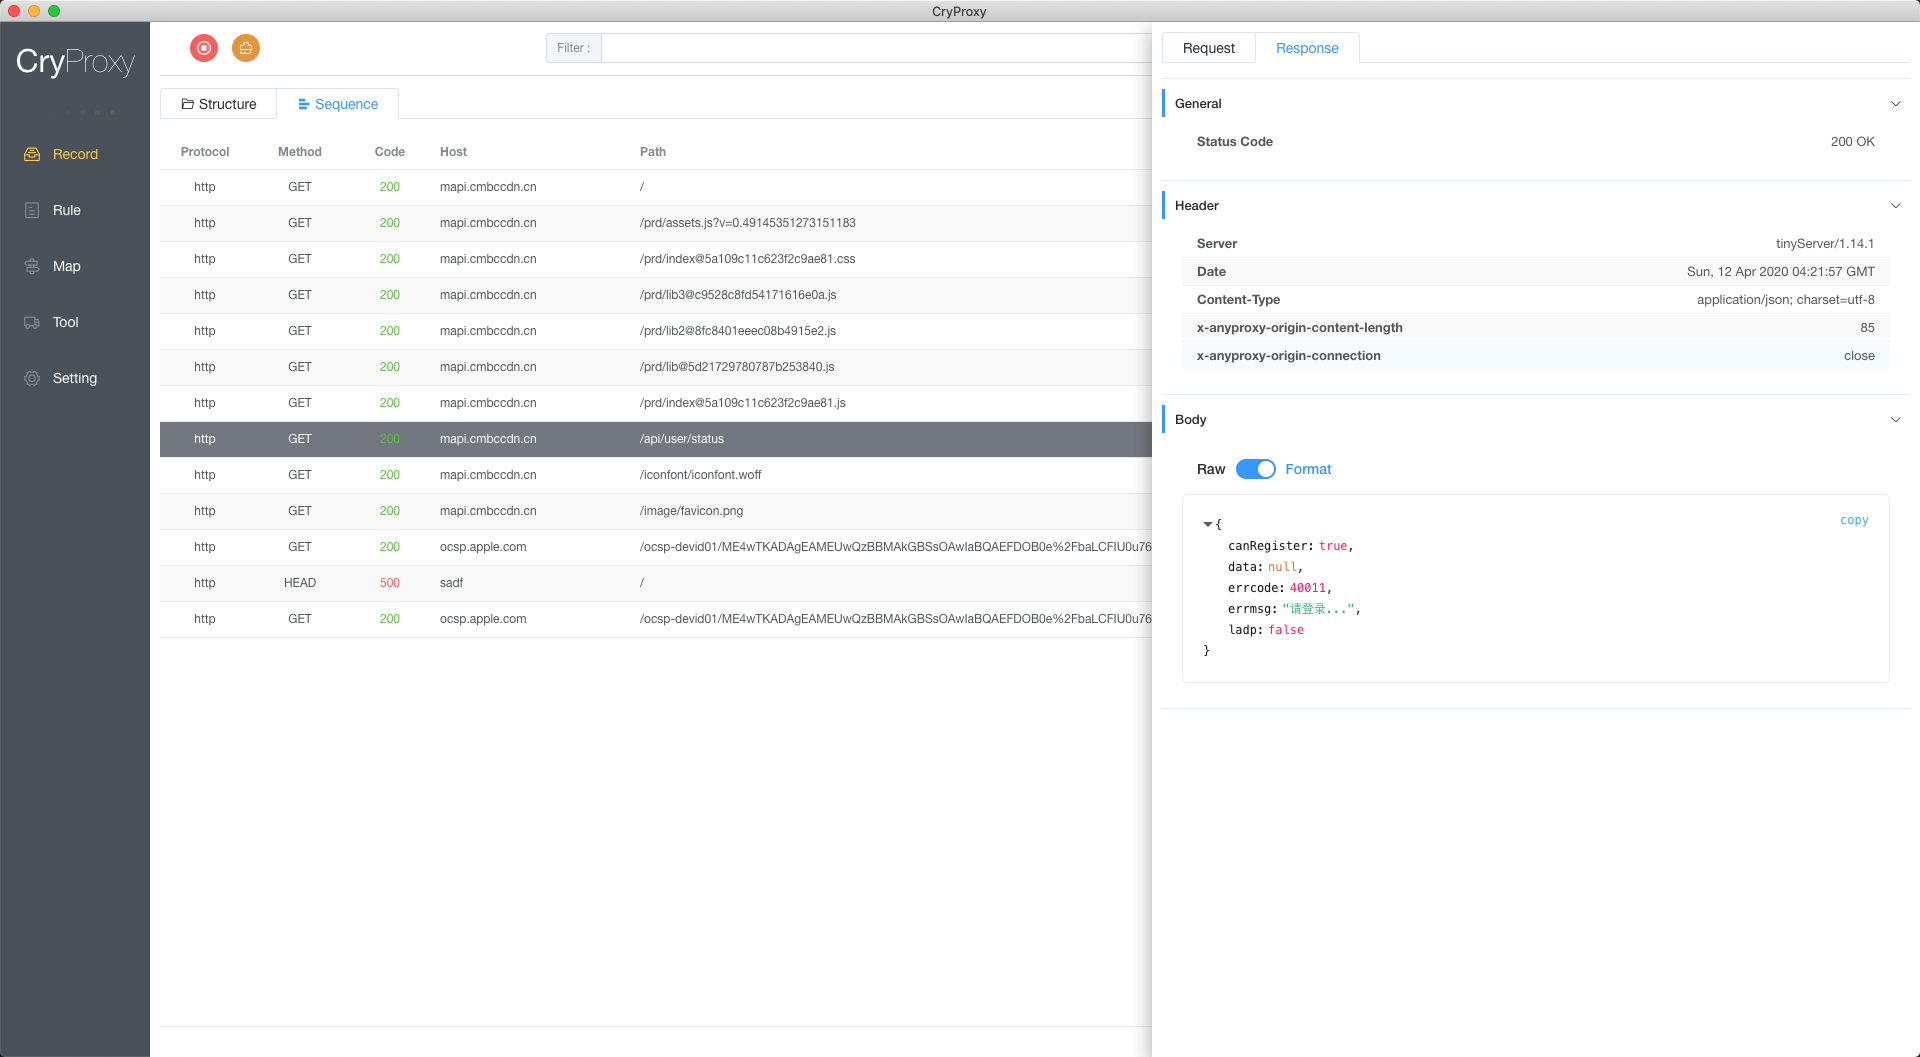 CryProxy
CryProxy
Record
Rule
Map
Tool
Setting
Filter :
Structure
Sequence
Protocol Method Code Host Path
http GET 200 mapi.cmbccdn.cn /
http GET 200 mapi.cmbccdn.cn /prd/assets.js?v=0.49145351273151183
http GET 200 mapi.cmbccdn.cn /prd/index@5a109c11c623f2c9ae81.css
http GET 200 mapi.cmbccdn.cn /prd/lib3@c9528c8fd54171616e0a.js
http GET 200 mapi.cmbccdn.cn /prd/lib2@8fc8401eeec08b4915e2.js
http GET 200 mapi.cmbccdn.cn /prd/lib@5d21729780787b253840.js
http GET 200 mapi.cmbccdn.cn /prd/index@5a109c11c623f2c9ae81.js
http GET 200 mapi.cmbccdn.cn /api/user/status
http GET 200 mapi.cmbccdn.cn /iconfont/iconfont.woff
http GET 200 mapi.cmbccdn.cn /image/favicon.png
http GET 200 ocsp.apple.com /ocsp-devid01/ME4wTKADAgEAMEUwQzBBMAkGBSsOAwIaBQAEFDOB0e%2FbaLCFIU0u76
http HEAD 500 sadf /
http GET 200 ocsp.apple.com /ocsp-devid01/ME4wTKADAgEAMEUwQzBBMAkGBSsOAwIaBQAEFDOB0e%2FbaLCFIU0u76
Request Response
General
Status Code 200 OK
Header
Server tinyServer/1.14.1
Date Sun, 12 Apr 2020 04:21:57 GMT
Content-Type application/json; charset=utf-8
x-anyproxy-origin-content-length 85
x-anyproxy-origin-connection close
Body
Raw Format
copy
{
canRegister: true,
data: null,
errcode: 40011,
errmsg: "请登录...",
ladp: false
}